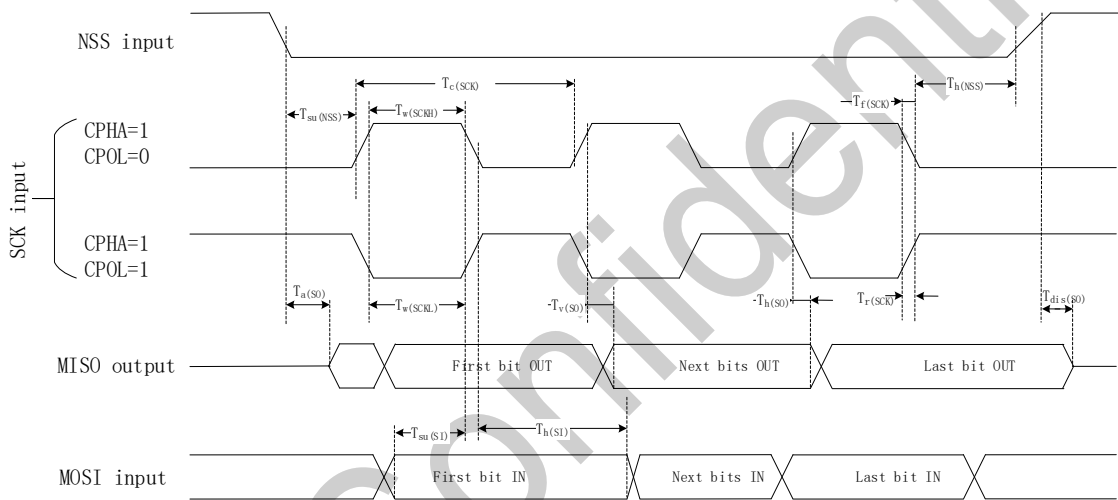 NSS input
Tc(SCK)
Th(NSS)
Tsu(NSS)
Tw(SCKH)
Tf(SCK)
SCK input
CPHA=1
CPOL=0
CPHA=1
CPOL=1
Ta(SO)
Tw(SCKL)
Tv(SO)
Th(SO)
Tr(SCK)
Tdis(SO)
MISO output
First bit OUT
Next bits OUT
Last bit OUT
Tsu(SI)
Th(SI)
MOSI input
First bit IN
Next bits IN
Last bit IN
Confidenti